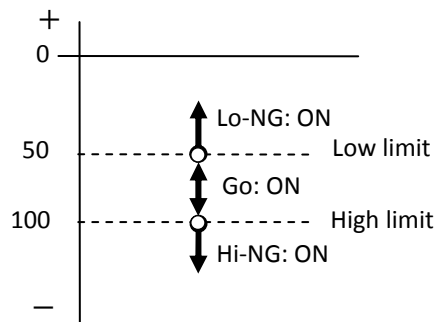 +
0
Lo-NG: ON
50
Low limit
Go: ON
100
High limit
Hi-NG: ON
−